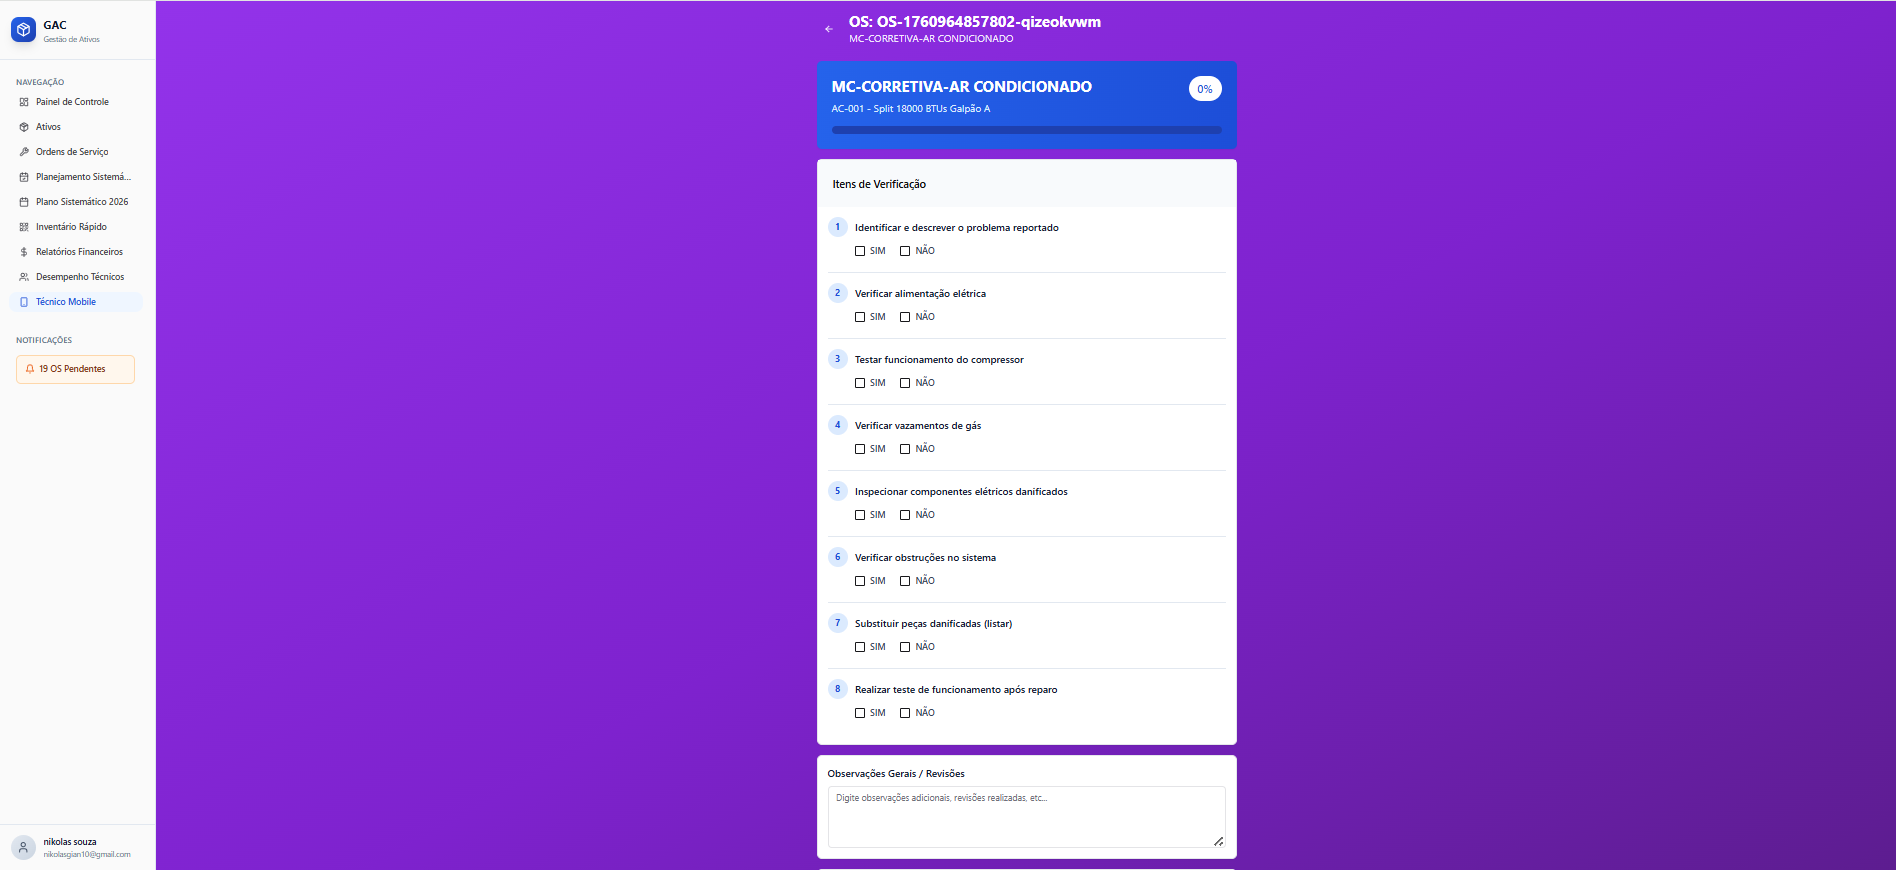 GAC
Gestão de Ativos
NAVEGAÇÃO
Painel de Controle
Ativos
Ordens de Serviço
Planejamento Sistemá...
Plano Sistemático 2026
Inventário Rápido
Relatórios Financeiros
Desempenho Técnicos
Técnico Mobile
NOTIFICAÇÕES
19 OS Pendentes
nikolas souza
nikolasgian10@gmail.com
OS: OS-1760964857802-qizeokvwm
MC-CORRETIVA-AR CONDICIONADO
MC-CORRETIVA-AR CONDICIONADO
0%
AC-001 - Split 18000 BTUs Galpão A
Itens de Verificação
1 Identificar e descrever o problema reportado
SIM NÃO
2 Verificar alimentação elétrica
SIM NÃO
3 Testar funcionamento do compressor
SIM NÃO
4 Verificar vazamentos de gás
SIM NÃO
5 Inspecionar componentes elétricos danificados
SIM NÃO
6 Verificar obstruções no sistema
SIM NÃO
7 Substituir peças danificadas (listar)
SIM NÃO
8 Realizar teste de funcionamento após reparo
SIM NÃO
Observações Gerais / Revisões
Digite observações adicionais, revisões realizadas, etc...